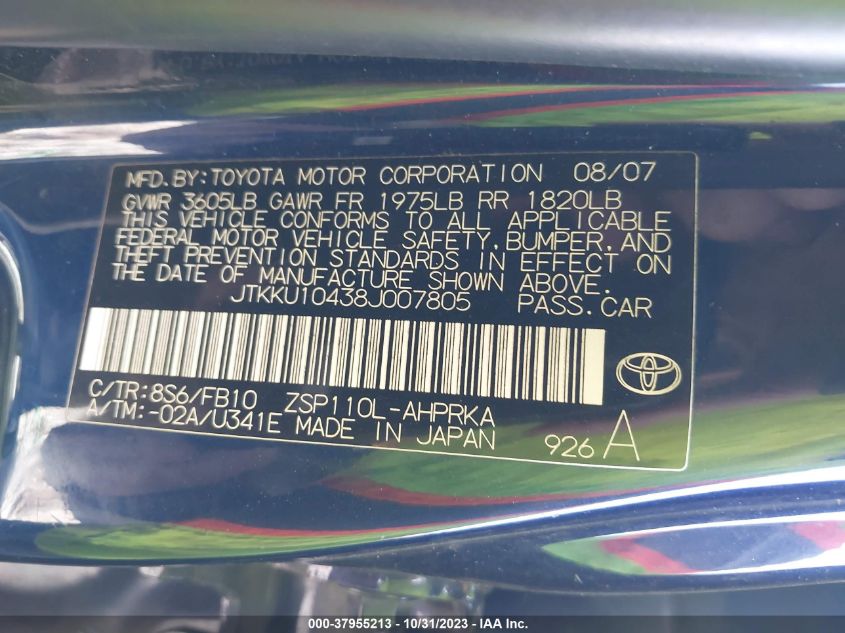 MFD.BY:TOYOTA MOTOR CORPORATION 08/07
GVWR 3605LB GAWR FR 1975LB RR 1820LB
THIS VEHICLE CONFORMS TO ALL APPLICABLE
FEDERAL MOTOR VEHICLE SAFETY, BUMPER, AND
THEFT PREVENTION STANDARDS IN EFFECT ON
THE DATE OF MANUFACTURE SHOWN ABOVE.
JTKKU10438J007805 PASS.CAR
C/TR:8S6/FB10 ZSP110L-AHPRKA
A/TM:-02A/U341E MADE IN JAPAN 926 A
000-37955213 - 10/31/2023 - IAA Inc.